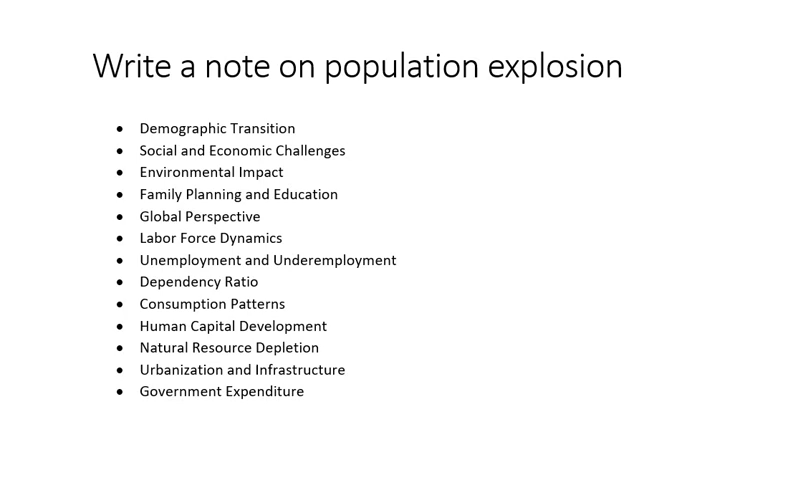 Write a note on population explosion
• Demographic Transition
• Social and Economic Challenges
• Environmental Impact
• Family Planning and Education
• Global Perspective
• Labor Force Dynamics
• Unemployment and Underemployment
• Dependency Ratio
• Consumption Patterns
• Human Capital Development
• Natural Resource Depletion
• Urbanization and Infrastructure
• Government Expenditure